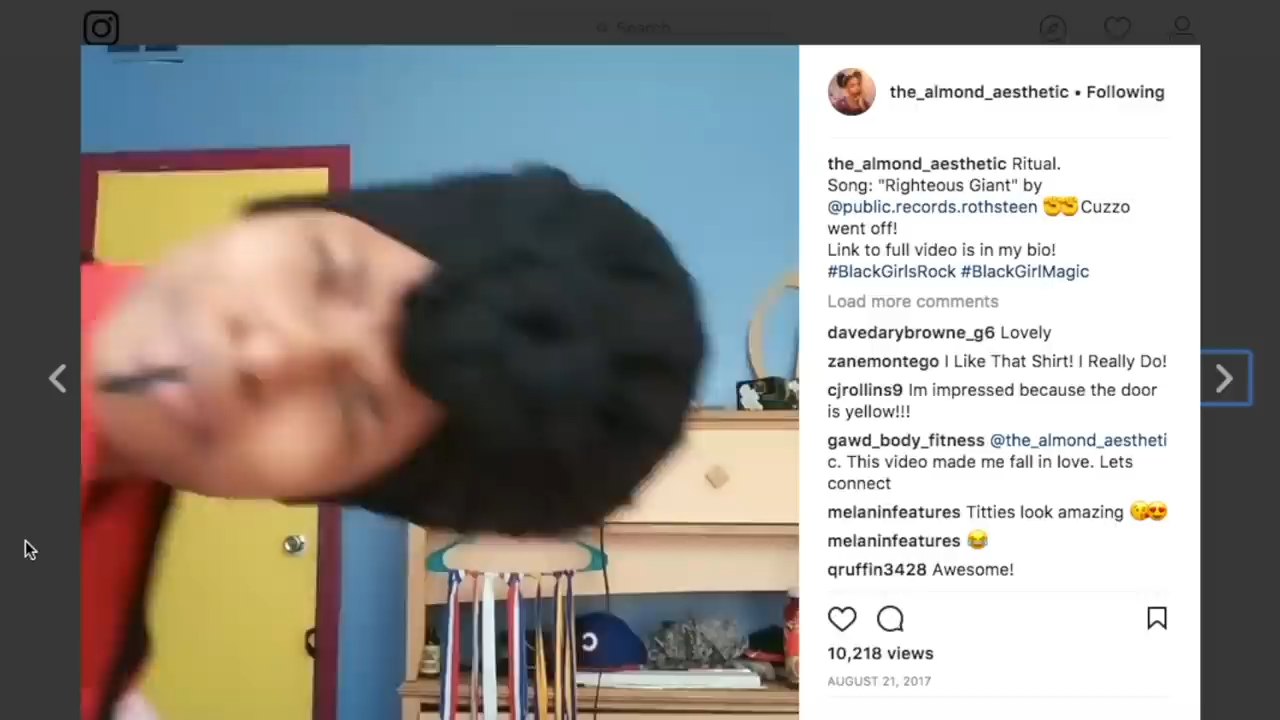 Search
the_almond_aesthetic • Following
the_almond_aesthetic Ritual.
Song: "Righteous Giant" by
@public.records.rothsteen ✊✊Cuzzo
went off!
Link to full video is in my bio!
#BlackGirlsRock #BlackGirlMagic
Load more comments
davedarybrowne_g6 Lovely
zanemontego I Like That Shirt! I Really Do!
cjrollins9 Im impressed because the door
is yellow!!!
gawd_body_fitness @the_almond_aestheti
c. This video made me fall in love. Lets
connect
melaninfeatures Titties look amazing 😘😍
melaninfeatures 😂
qruffin3428 Awesome!
10,218 views
AUGUST 21, 2017
C